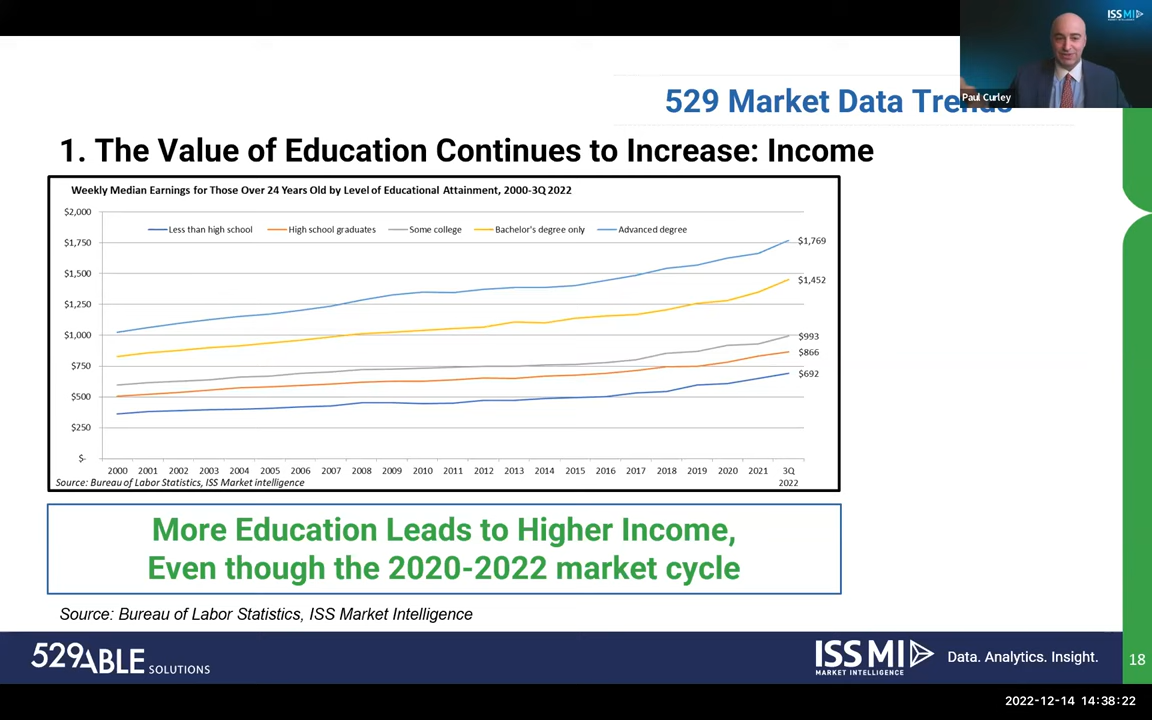 ISS MI
MARKET INTELLIGENCE
Paul Curley
529 Market Data Trends
1. The Value of Education Continues to Increase: Income
Weekly Median Earnings for Those Over 24 Years Old by Level of Educational Attainment, 2000-3Q 2022
$2,000
Less than high school High school graduates Some college Bachelor's degree only Advanced degree
$1,750
$1,500
$1,250
$1,000
$750
$500
$250
$-
$1,769
$1,452
$993
$866
$692
2000 2001 2002 2003 2004 2005 2006 2007 2008 2009 2010 2011 2012 2013 2014 2015 2016 2017 2018 2019 2020 2021 3Q
2022
Source: Bureau of Labor Statistics, ISS Market intelligence
More Education Leads to Higher Income,
Even though the 2020-2022 market cycle
Source: Bureau of Labor Statistics, ISS Market Intelligence
529ABLE SOLUTIONS
ISS MI
MARKET INTELLIGENCE
Data. Analytics. Insight.
18
2022-12-14 14:38:22